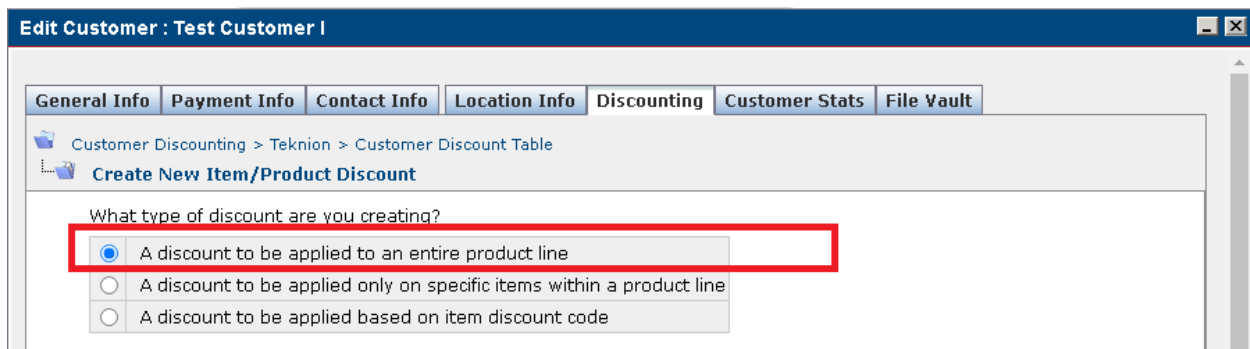 Edit Customer : Test Customer I
General Info Payment Info Contact Info Location Info Discounting Customer Stats File Vault
Customer Discounting > Teknion > Customer Discount Table
Create New Item/Product Discount
What type of discount are you creating?
A discount to be applied to an entire product line
A discount to be applied only on specific items within a product line
A discount to be applied based on item discount code